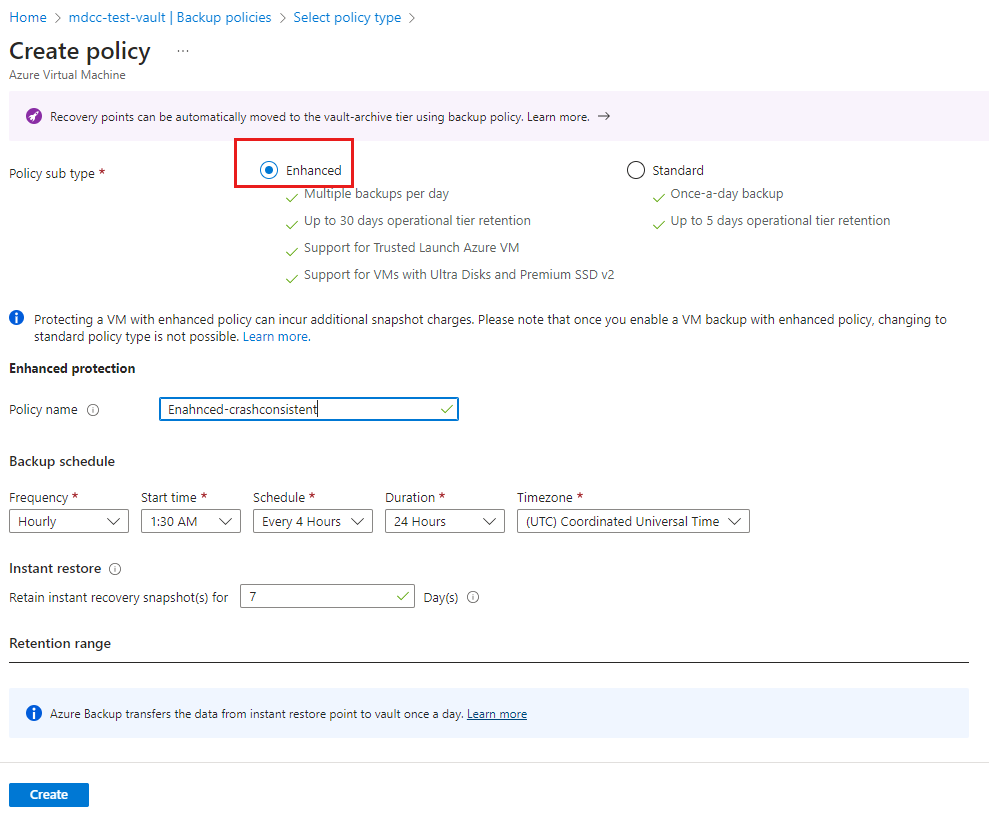 Home > mdcc-test-vault | Backup policies > Select policy type >
Create policy ...
Azure Virtual Machine
Recovery points can be automatically moved to the vault-archive tier using backup policy. Learn more. →
Policy sub type *
Enhanced
Multiple backups per day
Up to 30 days operational tier retention
Support for Trusted Launch Azure VM
Support for VMs with Ultra Disks and Premium SSD v2
Standard
Once-a-day backup
Up to 5 days operational tier retention
Protecting a VM with enhanced policy can incur additional snapshot charges. Please note that once you enable a VM backup with enhanced policy, changing to
standard policy type is not possible. Learn more.
Enhanced protection
Policy name
Enahnced-crashconsistent
Backup schedule
Frequency * Start time * Schedule * Duration * Timezone *
Hourly 1:30 AM Every 4 Hours 24 Hours (UTC) Coordinated Universal Time
Instant restore
Retain instant recovery snapshot(s) for 7 Day(s)
Retention range
Azure Backup transfers the data from instant restore point to vault once a day. Learn more
Create